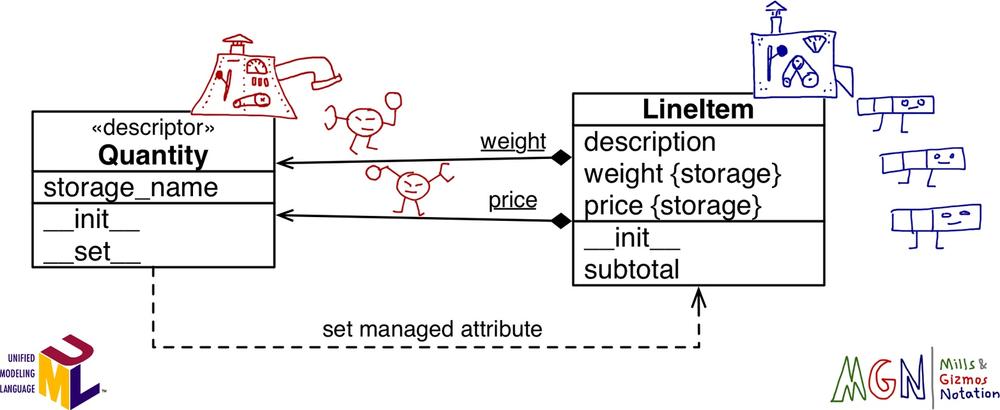 «descriptor»
Quantity
storage_name
__init__
__set__
weight
price
LineItem
description
weight {storage}
price {storage}
__init__
subtotal
set managed attribute
UNIFIED
MODELING
LANGUAGE
UML
TM
MGN
Mills &
Gizmos
Notation